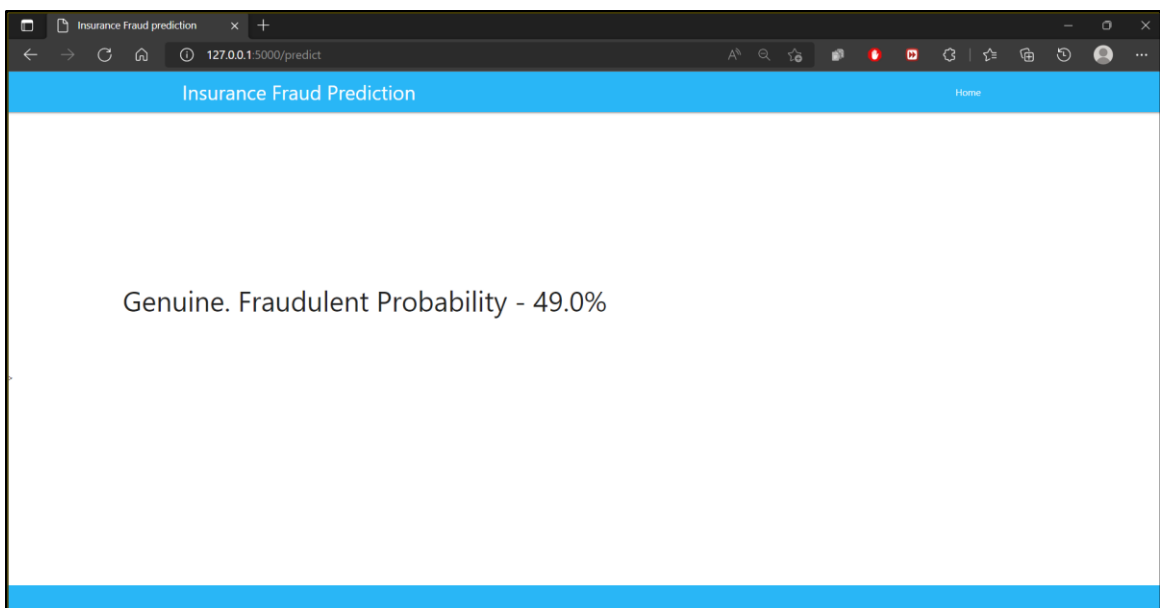 Insurance Fraud prediction
127.0.0.1:5000/predict
Insurance Fraud Prediction
Home
Genuine. Fraudulent Probability - 49.0%
>